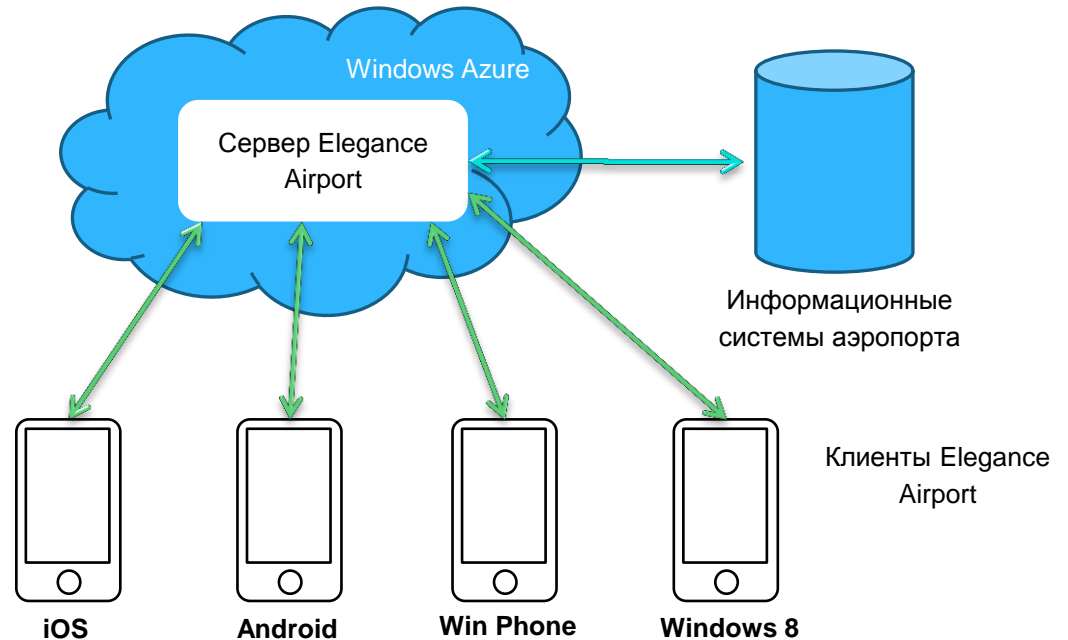 Windows Azure
Сервер Elegance
Airport
Информационные
системы аэропорта
Клиенты Elegance
Airport
iOS
Android
Win Phone
Windows 8